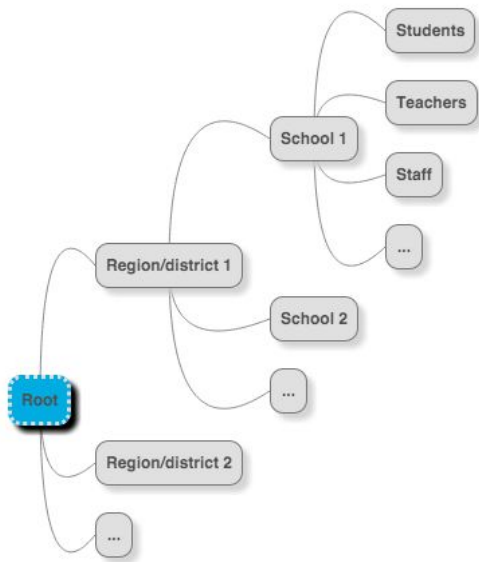 Students
Teachers
School 1
Staff
...
Region/district 1
School 2
...
Root
Region/district 2
...